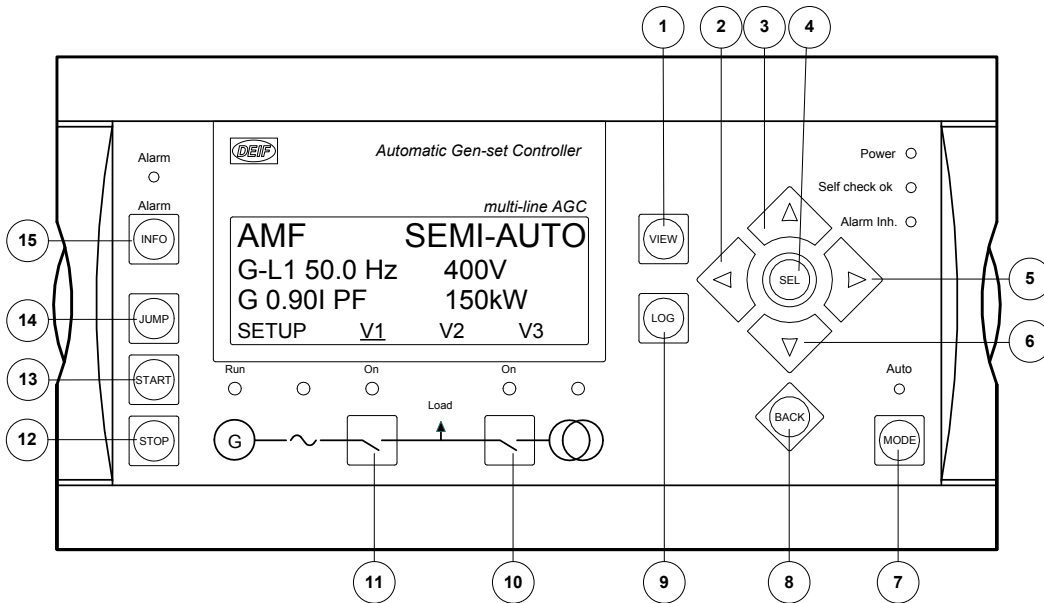 1
2
3
4
DEIF
Automatic Gen-set Controller
multi-line AGC
Alarm
Alarm
INFO
15
AMF SEMI-AUTO
G-L1 50.0 Hz 400V
G 0.90I PF 150kW
SETUP V1 V2 V3
VIEW
LOG
SEL
Power
Self check ok
Alarm Inh.
5
6
JUMP
14
START
13
STOP
12
Run
On
On
Load
G
BACK
Auto
MODE
11
10
9
8
7